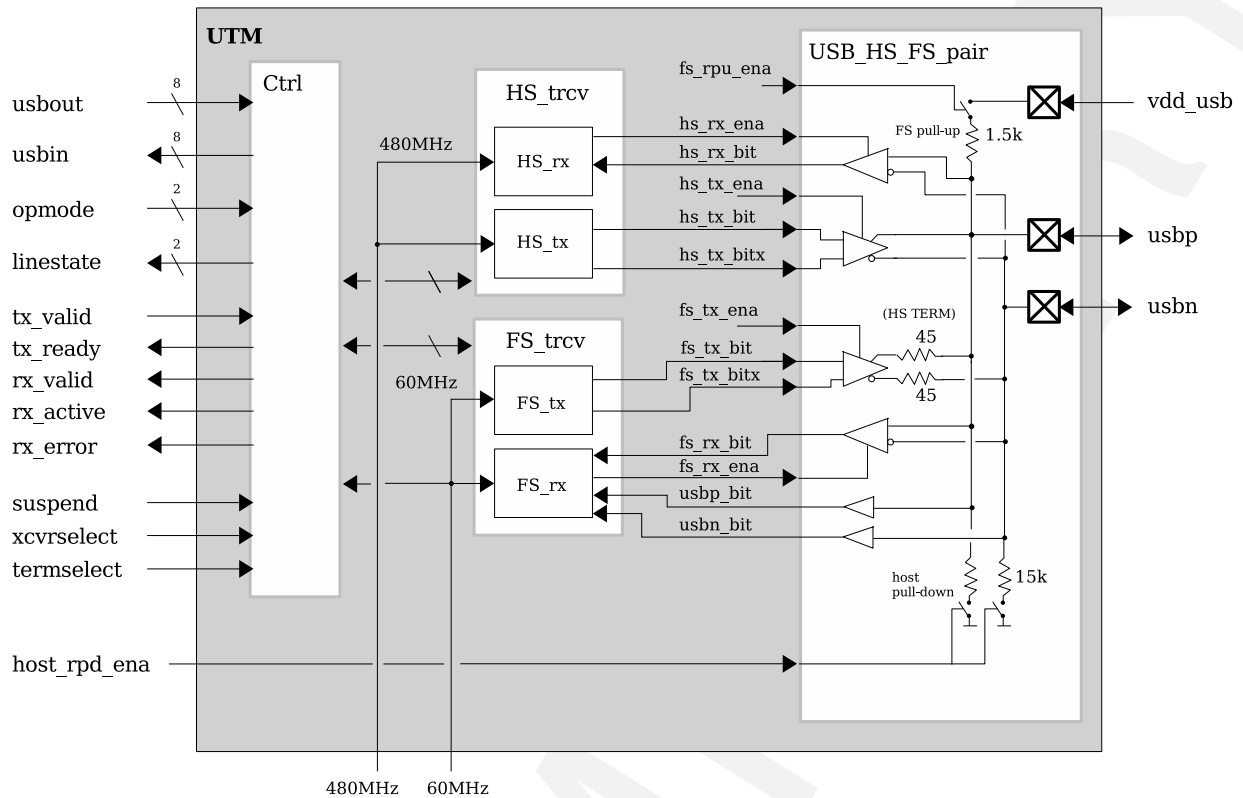 UTM
USB_HS_FS_pair
Ctrl
HS_trcv
fs_rpu_ena
8
usbout
vdd_usb
hs_rx_ena
FS pull-up
1.5k
8
480MHz
usbin
HS_rx
hs_rx_bit
2
hs_tx_ena
opmode
hs_tx_bit
usbp
2
HS_tx
linestate
hs_tx_bitx
usbn
tx_valid
fs_tx_ena
(HS TERM)
45
tx_ready
FS_trcv
fs_tx_bit
rx_valid
60MHz
fs_tx_bitx
45
rx_active
FS_tx
rx_error
fs_rx_bit
fs_rx_ena
FS_rx
usbp_bit
suspend
usbn_bit
xcvrselect
termselect
host
pull-down
15k
host_rpd_ena
480MHz
60MHz